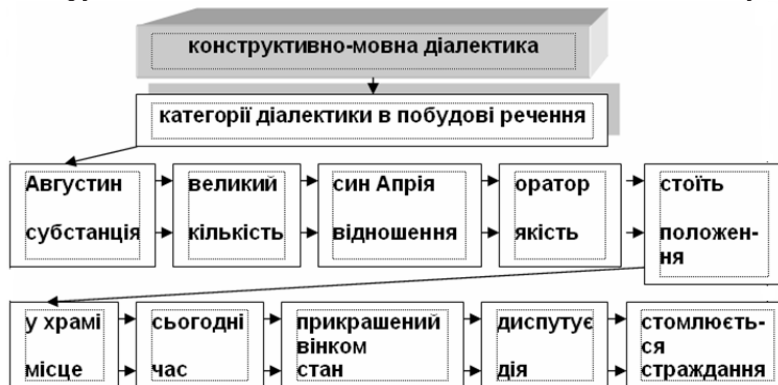 конструктивно-мовна діалектика
категорії діалектики в побудові речення
Августин
субстанція
великий
кількість
син Апрія
відношення
оратор
якість
стоїть
положен-
ня
у храмі
місце
сьогодні
час
прикрашений
вінком
стан
диспутує
дія
стомлюєть-
ся
страждання